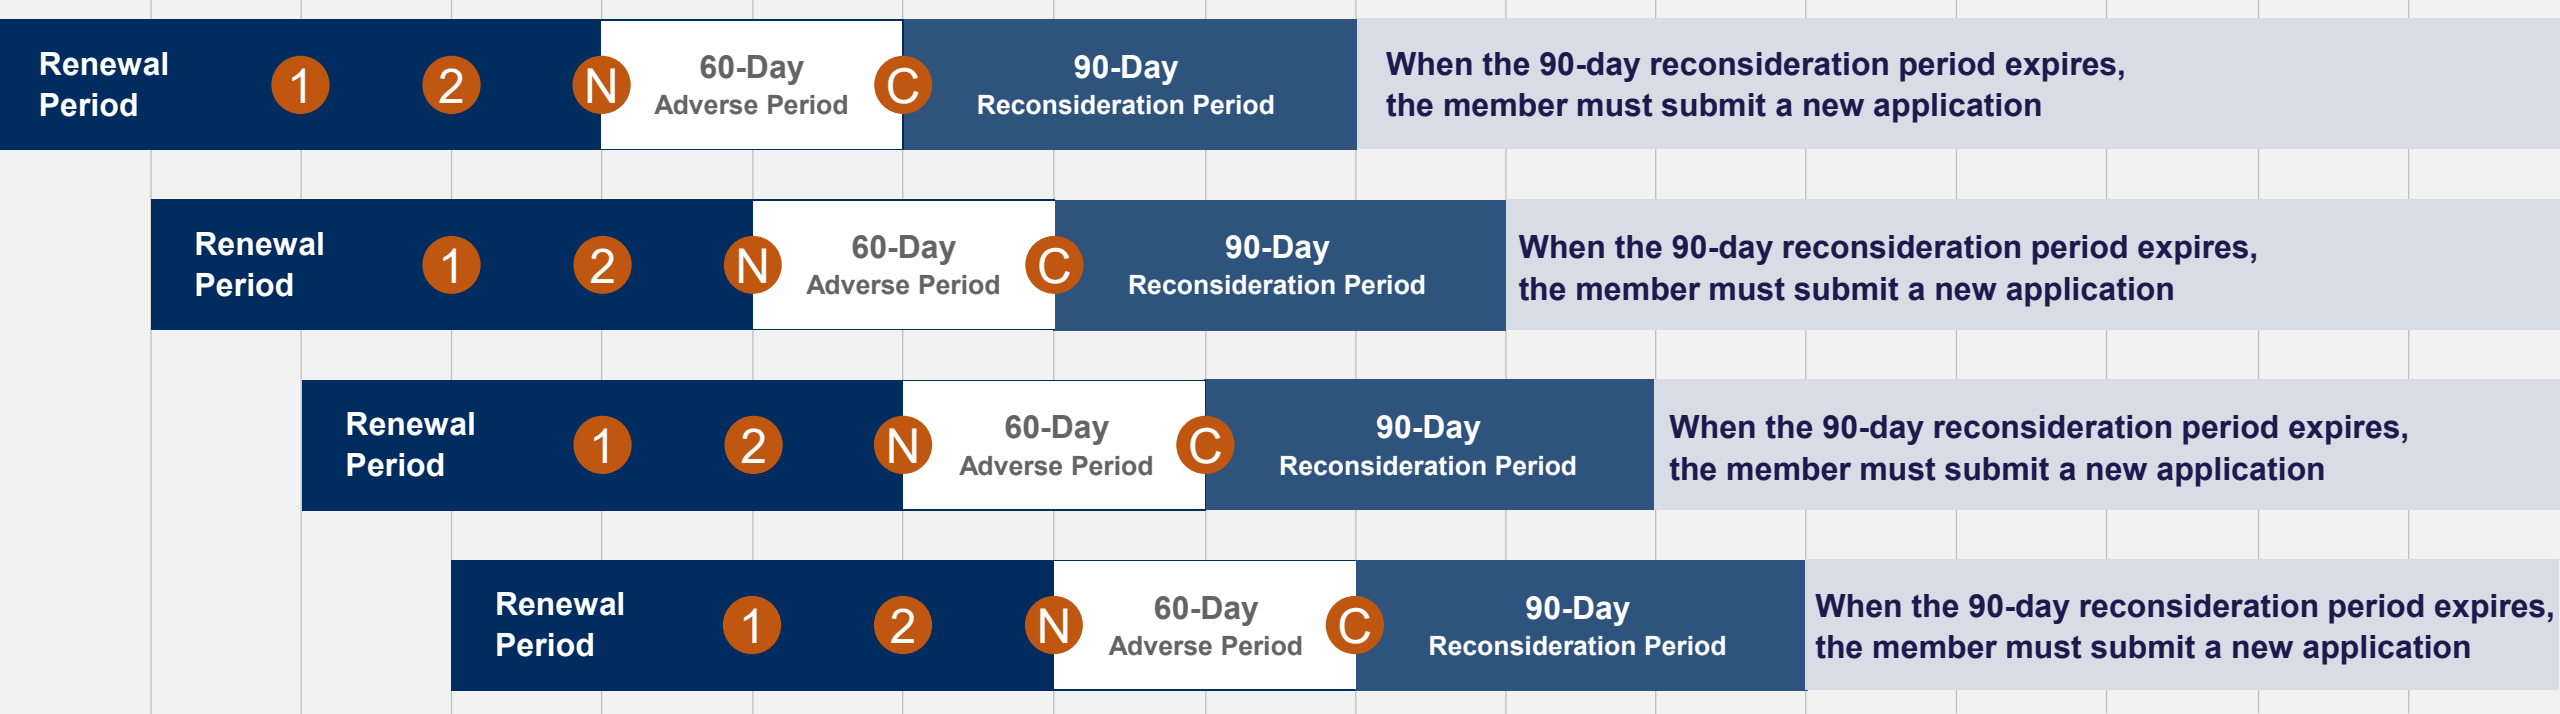 Renewal
Period
1
2
N
60-Day
Adverse Period
C
90-Day
Reconsideration Period
When the 90-day reconsideration period expires,
the member must submit a new application
Renewal
Period
1
2
N
60-Day
Adverse Period
C
90-Day
Reconsideration Period
When the 90-day reconsideration period expires,
the member must submit a new application
Renewal
Period
1
2
N
60-Day
Adverse Period
C
90-Day
Reconsideration Period
When the 90-day reconsideration period expires,
the member must submit a new application
Renewal
Period
1
2
N
60-Day
Adverse Period
C
90-Day
Reconsideration Period
When the 90-day reconsideration period expires,
the member must submit a new application